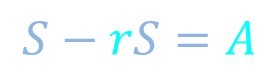 S − rS = A